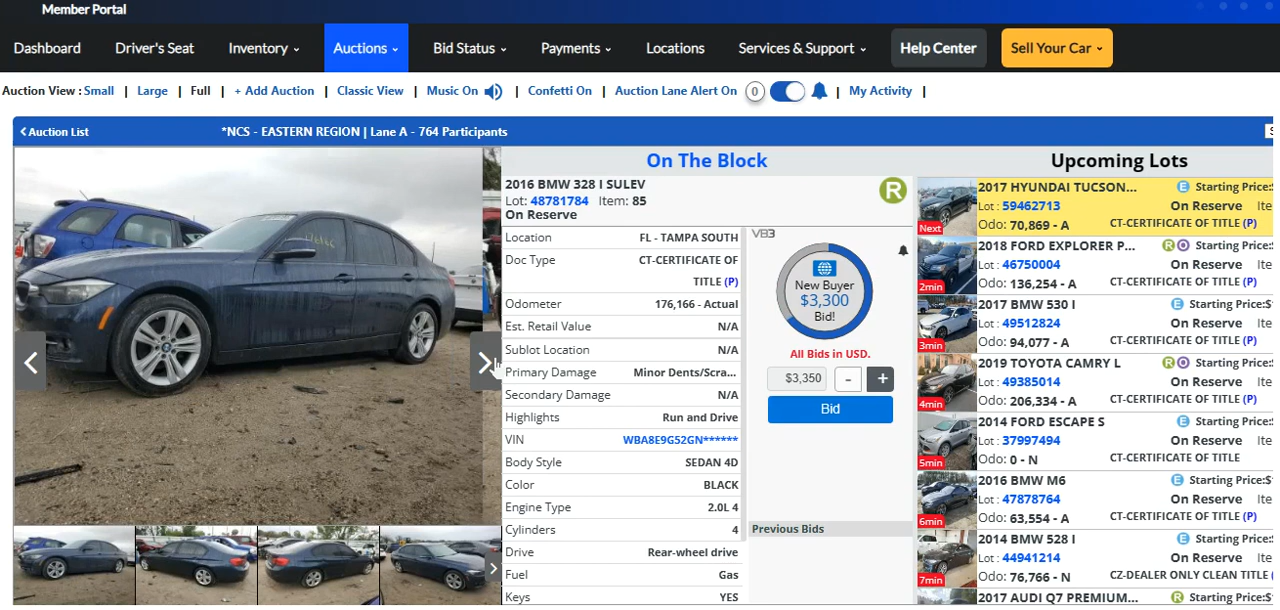 Member Portal
Dashboard Driver's Seat Inventory Auctions Bid Status Payments Locations Services & Support Help Center Sell Your Car
Auction View : Small | Large | Full | + Add Auction | Classic View | Music On | Confetti On | Auction Lane Alert On 0 | My Activity |
Auction List *NCS - EASTERN REGION | Lane A - 764 Participants
On The Block
2016 BMW 328 I SULEV
Lot: 48781784 Item: 85
On Reserve
R
Location FL - TAMPA SOUTH
Doc Type CT-CERTIFICATE OF
TITLE (P)
Odometer 176,166 - Actual
Est. Retail Value N/A
Sublot Location N/A
Primary Damage Minor Dents/Scra...
Secondary Damage N/A
Highlights Run and Drive
VIN WBA8E9G52GN******
Body Style SEDAN 4D
Color BLACK
Engine Type 2.0L 4
Cylinders 4
Drive Rear-wheel drive
Fuel Gas
Keys YES
VB3
New Buyer
$3,300
Bid!
All Bids in USD.
$3,350 - +
Bid
Previous Bids
Upcoming Lots
2017 HYUNDAI TUCSON... E Starting Price:
Lot : 59462713 On Reserve Ite
Next Odo: 70,869 - A CT-CERTIFICATE OF TITLE (P)
2018 FORD EXPLORER P... R O Starting Price:
Lot : 46750004 On Reserve Ite
2min Odo: 136,254 - A CT-CERTIFICATE OF TITLE (P)
2017 BMW 530 I E Starting Price:$
Lot : 49512824 On Reserve Ite
3min Odo: 94,077 - A CT-CERTIFICATE OF TITLE (P)
2019 TOYOTA CAMRY L R O Starting Price:
Lot : 49385014 On Reserve Ite
4min Odo: 206,334 - A CT-CERTIFICATE OF TITLE (P)
2014 FORD ESCAPE S E Starting Price:
Lot : 37997494 On Reserve Ite
5min Odo: 0 - N CT-CERTIFICATE OF TITLE
2016 BMW M6 E Starting Price:$
Lot : 47878764 On Reserve Ite
6min Odo: 63,554 - A CT-CERTIFICATE OF TITLE (P)
2014 BMW 528 I E Starting Price:
Lot : 44941214 On Reserve Ite
7min Odo: 76,766 - N CZ-DEALER ONLY CLEAN TITLE (
2017 AUDI Q7 PREMIUM... R Starting Price:$